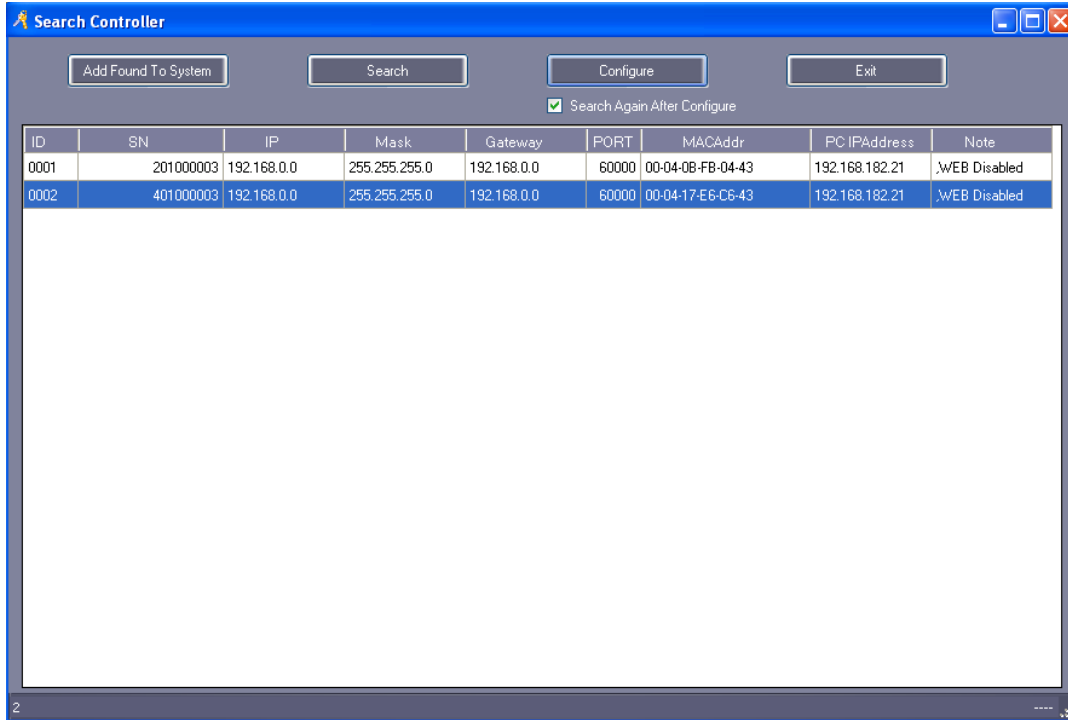 Search Controller
Add Found To System Search Configure Exit
Search Again After Configure
ID SN IP Mask Gateway PORT MACAddr PC IPAddress Note
0001 201000003 192.168.0.0 255.255.255.0 192.168.0.0 60000 00-04-0B-FB-04-43 192.168.182.21 ,WEB Disabled
0002 401000003 192.168.0.0 255.255.255.0 192.168.0.0 60000 00-04-17-E6-C6-43 192.168.182.21 ,WEB Disabled
2 ----